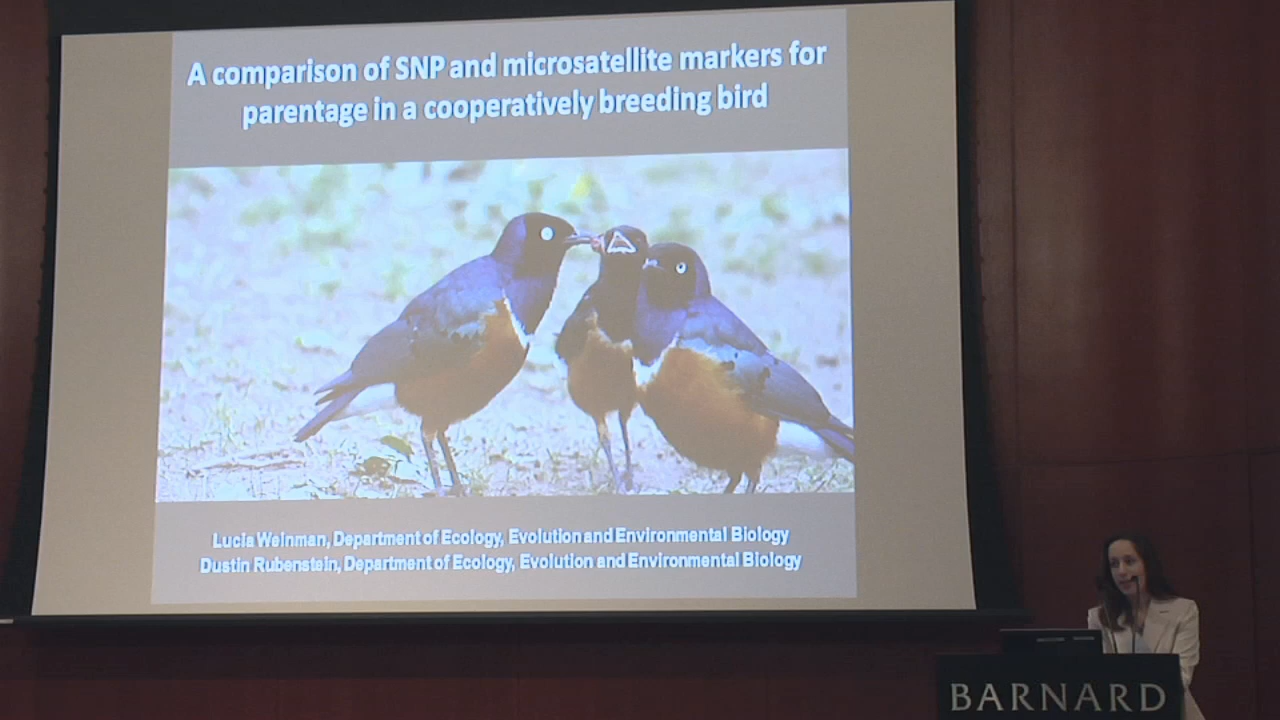 A comparison of SNP and microsatellite markers for
parentage in a cooperatively breeding bird
Lucia Weinman, Department of Ecology, Evolution and Environmental Biology
Dustin Rubenstein, Department of Ecology, Evolution and Environmental Biology
BARNARD